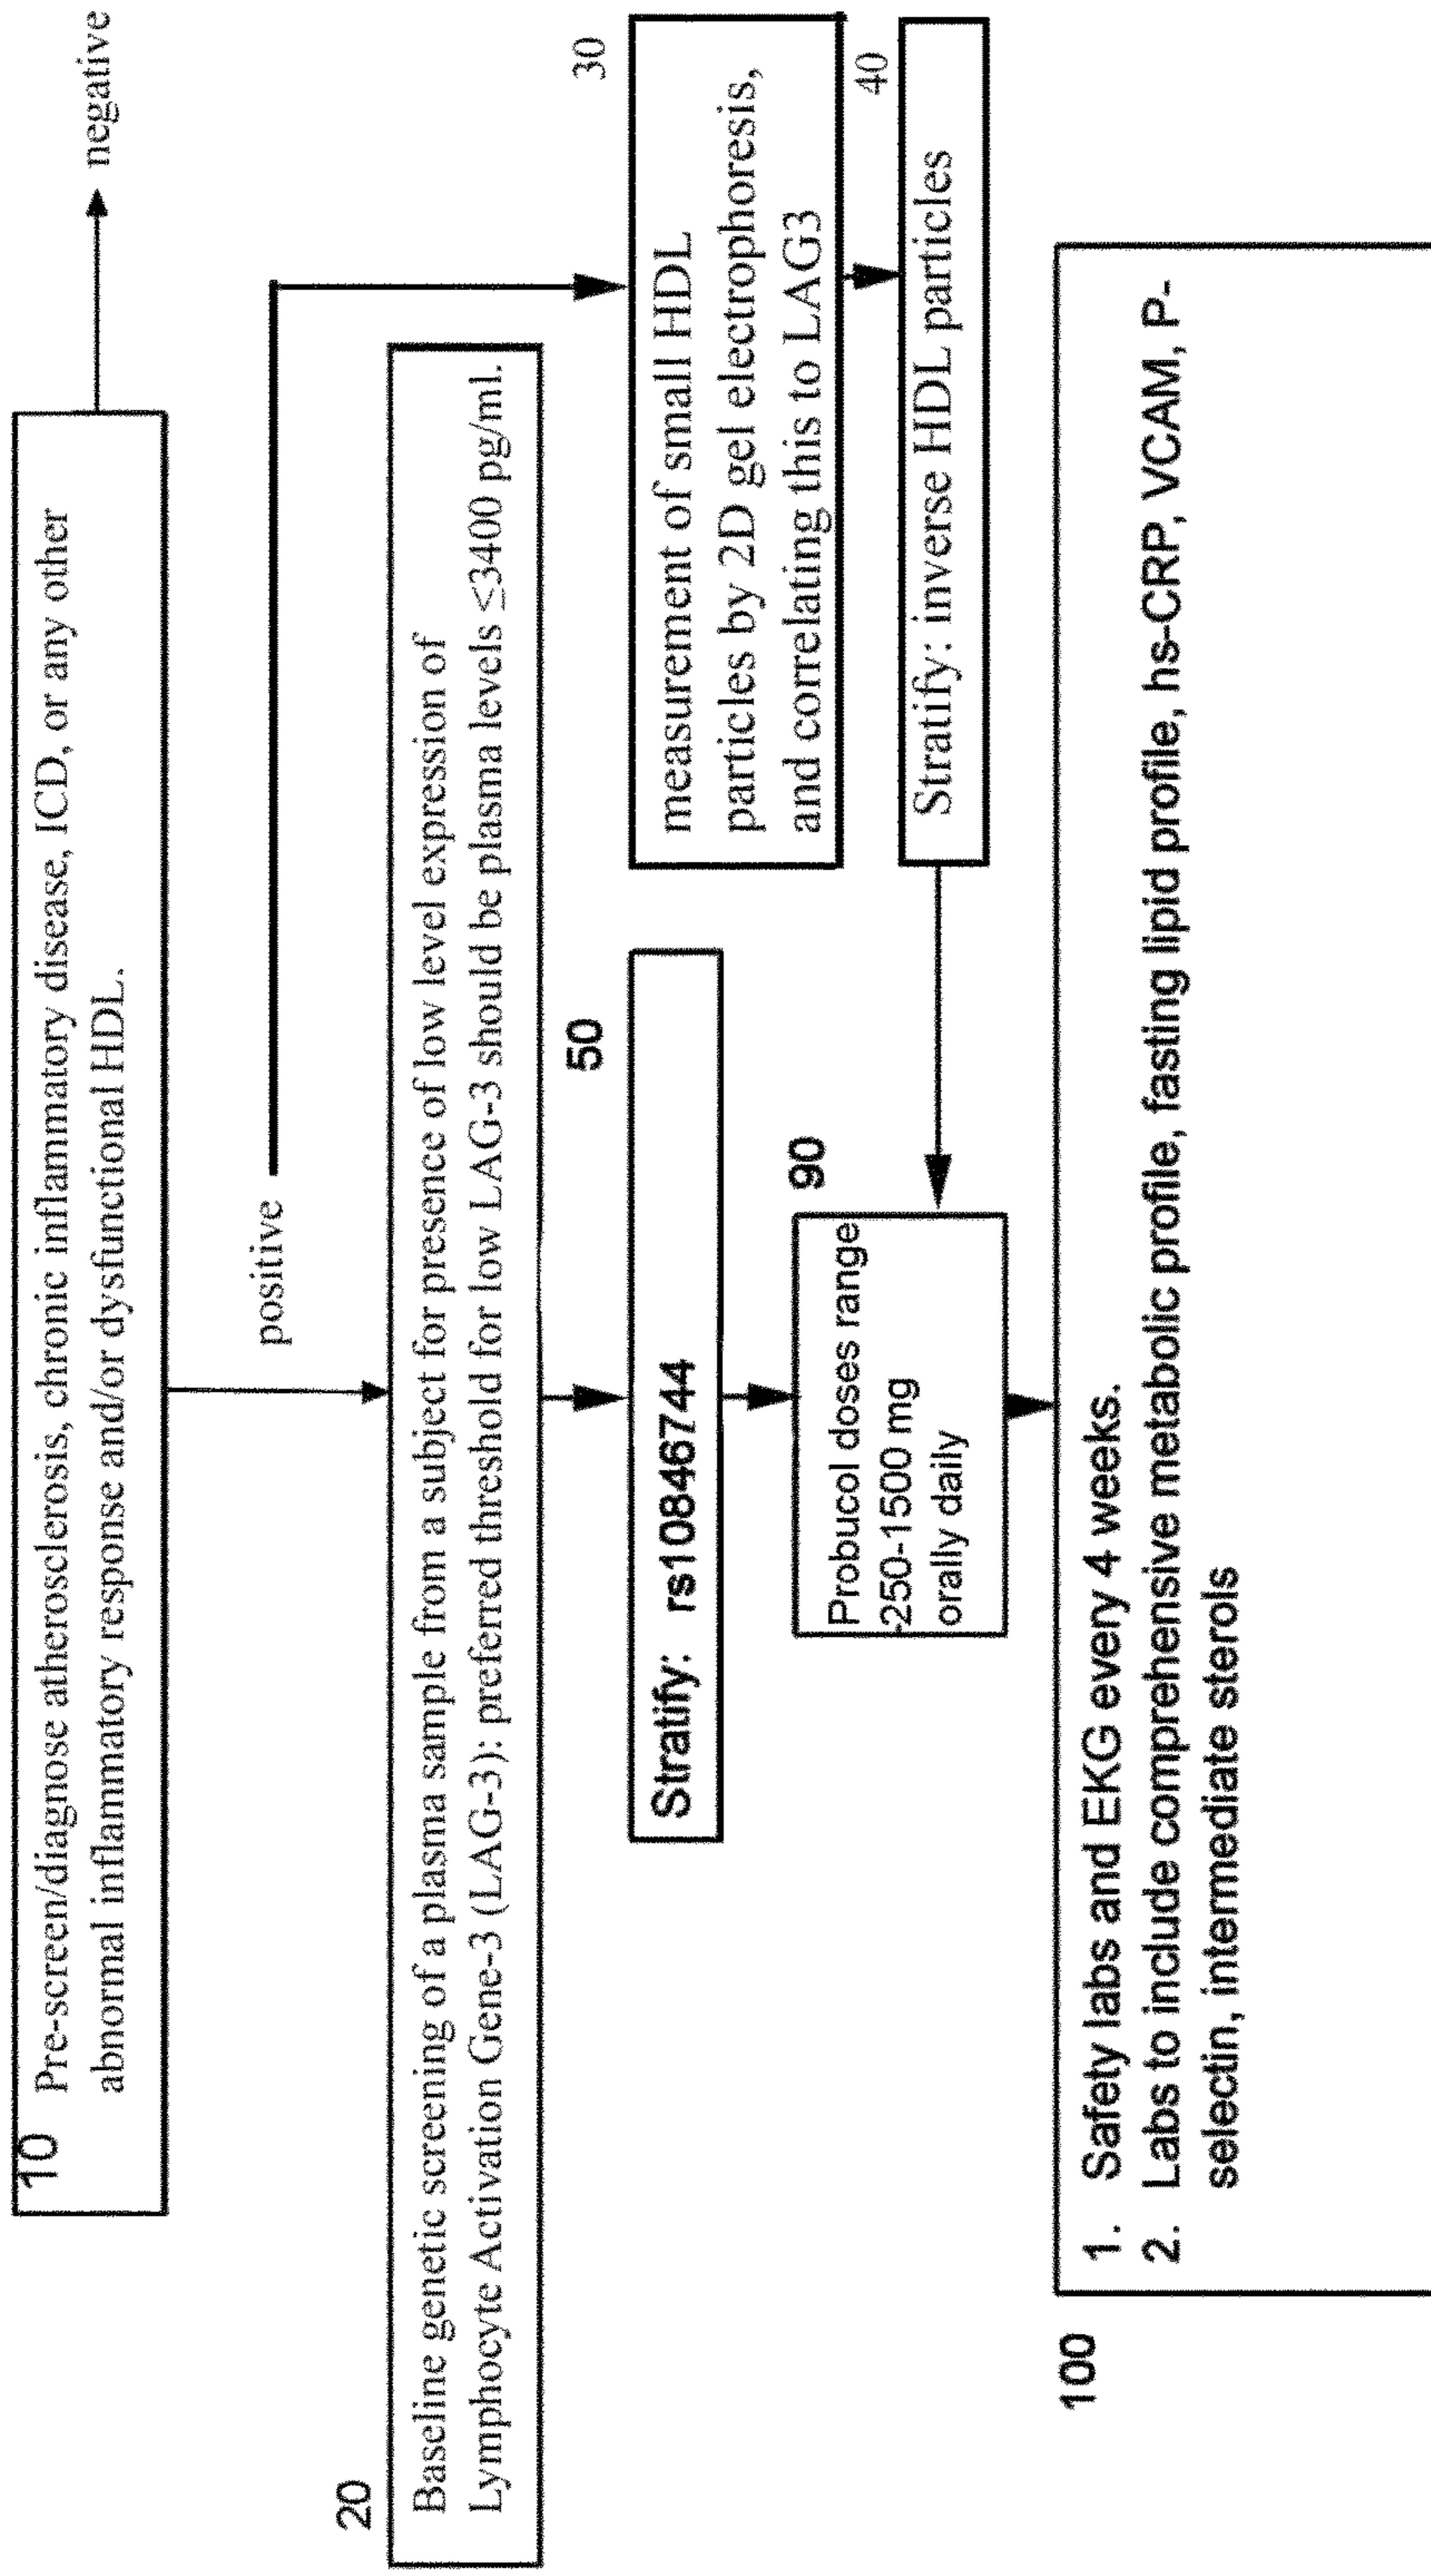 10
Pre-screen/diagnose atherosclerosis, chronic inflammatory disease, ICD, or any other
abnormal inflammatory response and/or dysfunctional HDL.
negative
positive
20
Baseline genetic screening of a plasma sample from a subject for presence of low level expression of
Lymphocyte Activation Gene-3 (LAG-3): preferred threshold for low LAG-3 should be plasma levels ≤3400 pg/ml.
30
measurement of small HDL
particles by 2D gel electrophoresis,
and correlating this to LAG3
40
Stratify: inverse HDL particles
50
Stratify: rs10846744
90
Probucol doses range
-250-1500 mg
orally daily
100
1. Safety labs and EKG every 4 weeks.
2. Labs to include comprehensive metabolic profile, fasting lipid profile, hs-CRP, VCAM, P-
selectin, intermediate sterols